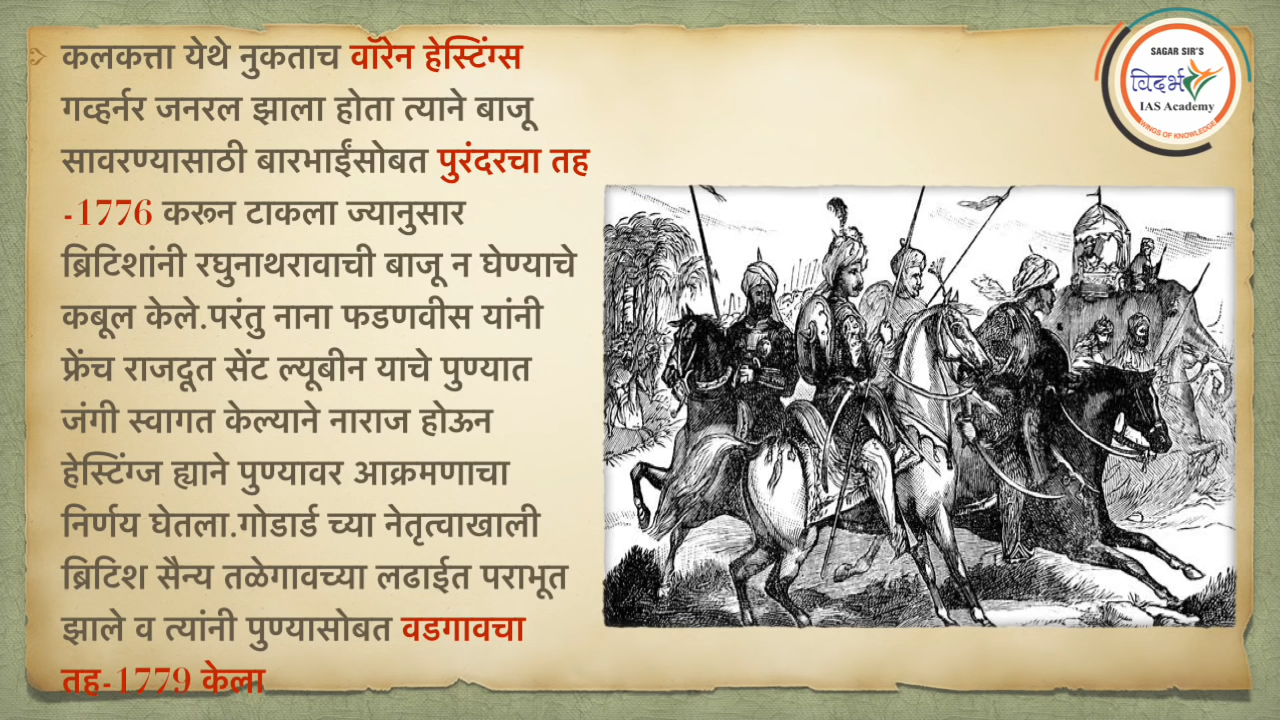 कलकत्ता येथे नुकताच वॉरेन हेस्टिंग्स
गव्हर्नर जनरल झाला होता त्याने बाजू
सावरण्यासाठी बारभाईंसोबत पुरंदरचा तह
-1776 करून टाकला ज्यानुसार
ब्रिटिशांनी रघुनाथरावाची बाजू न घेण्याचे
कबूल केले.परंतु नाना फडणवीस यांनी
फ्रेंच राजदूत सेंट ल्यूबीन याचे पुण्यात
जंगी स्वागत केल्याने नाराज होऊन
हेस्टिंग्ज ह्याने पुण्यावर आक्रमणाचा
निर्णय घेतला.गोडार्ड च्या नेतृत्वाखाली
ब्रिटिश सैन्य तळेगावच्या लढाईत पराभूत
झाले व त्यांनी पुण्यासोबत वडगावचा
तह-1779 केला
SAGAR SIR'S
विदर्भ
IAS Academy
WINGS OF KNOWLEDGE